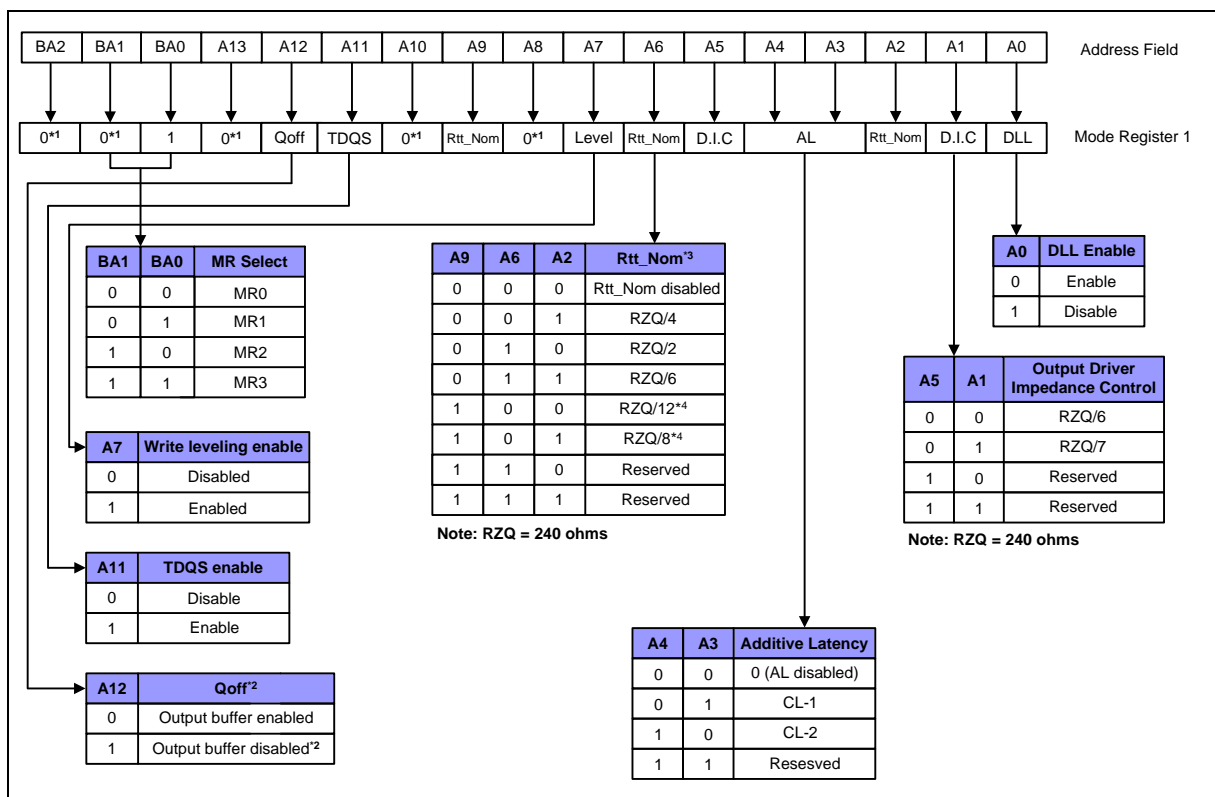 BA2 BA1 BA0 A13 A12 A11 A10 A9 A8 A7 A6 A5 A4 A3 A2 A1 A0 Address Field
0*1 0*1 1 0*1 Qoff TDQS 0*1 Rtt_Nom 0*1 Level Rtt_Nom D.I.C AL Rtt_Nom D.I.C DLL Mode Register 1
BA1 BA0 MR Select
0 0 MR0
0 1 MR1
1 0 MR2
1 1 MR3
A9 A6 A2 Rtt_Nom*3
0 0 0 Rtt_Nom disabled
0 0 1 RZQ/4
0 1 0 RZQ/2
0 1 1 RZQ/6
1 0 0 RZQ/12*4
1 0 1 RZQ/8*4
1 1 0 Reserved
1 1 1 Reserved
Note: RZQ = 240 ohms
A0 DLL Enable
0 Enable
1 Disable
A5 A1 Output Driver
Impedance Control
0 0 RZQ/6
0 1 RZQ/7
1 0 Reserved
1 1 Reserved
Note: RZQ = 240 ohms
A7 Write leveling enable
0 Disabled
1 Enabled
A11 TDQS enable
0 Disable
1 Enable
A12 Qoff*2
0 Output buffer enabled
1 Output buffer disabled*2
A4 A3 Additive Latency
0 0 0 (AL disabled)
0 1 CL-1
1 0 CL-2
1 1 Resesved